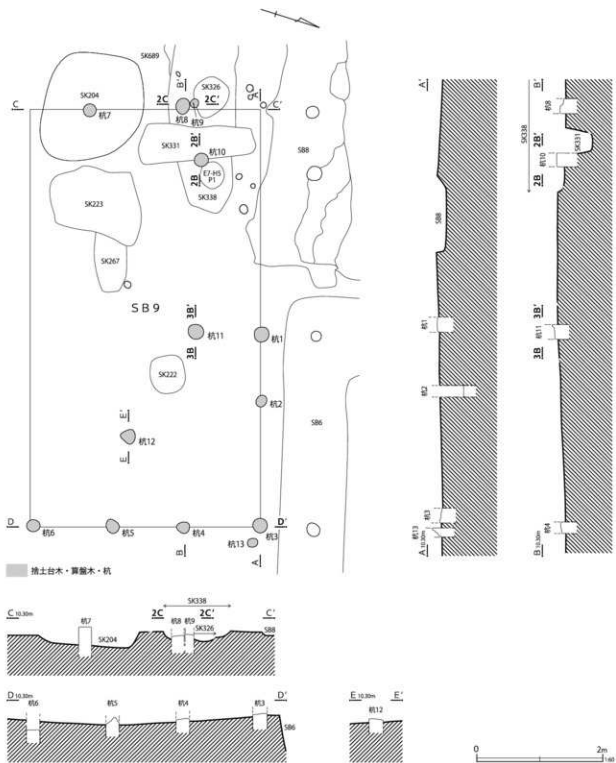 SK689
SK204
C
杭7
B'
2C
2C'
SK326
A'
C'
杭8
杭9
SK331
2B'
杭10
2B
E7-H5
P1
SK338
SB8
SK223
SK267
SB9
3B'
3B
杭11
杭1
SK222
杭2
E'
E
杭12
SB6
D
杭6
杭5
杭4
B
杭13
杭3
D'
A
捨土台木・算盤木・杭
A'
SB8
杭1
杭2
杭3
杭13
A 10.30m
B'
SK338
杭8
2B'
SK331
杭10
2B
3B'
杭11
3B
杭4
B 10.30m
C 10.30m
杭7
SK204
2C
SK338
2C'
杭8
杭9
SK326
C'
SB8
D 10.30m
杭6
杭5
杭4
杭3
D'
SB6
E 10.30m
E'
杭12
0
2m
1:60